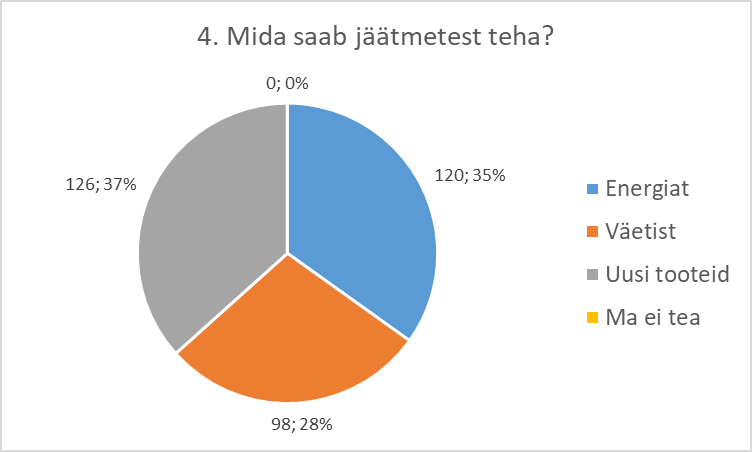 4. Mida saab jäätmetest teha?
0; 0%
126; 37%
120; 35%
98; 28%
Energiat
Väetist
Uusi tooteid
Ma ei tea